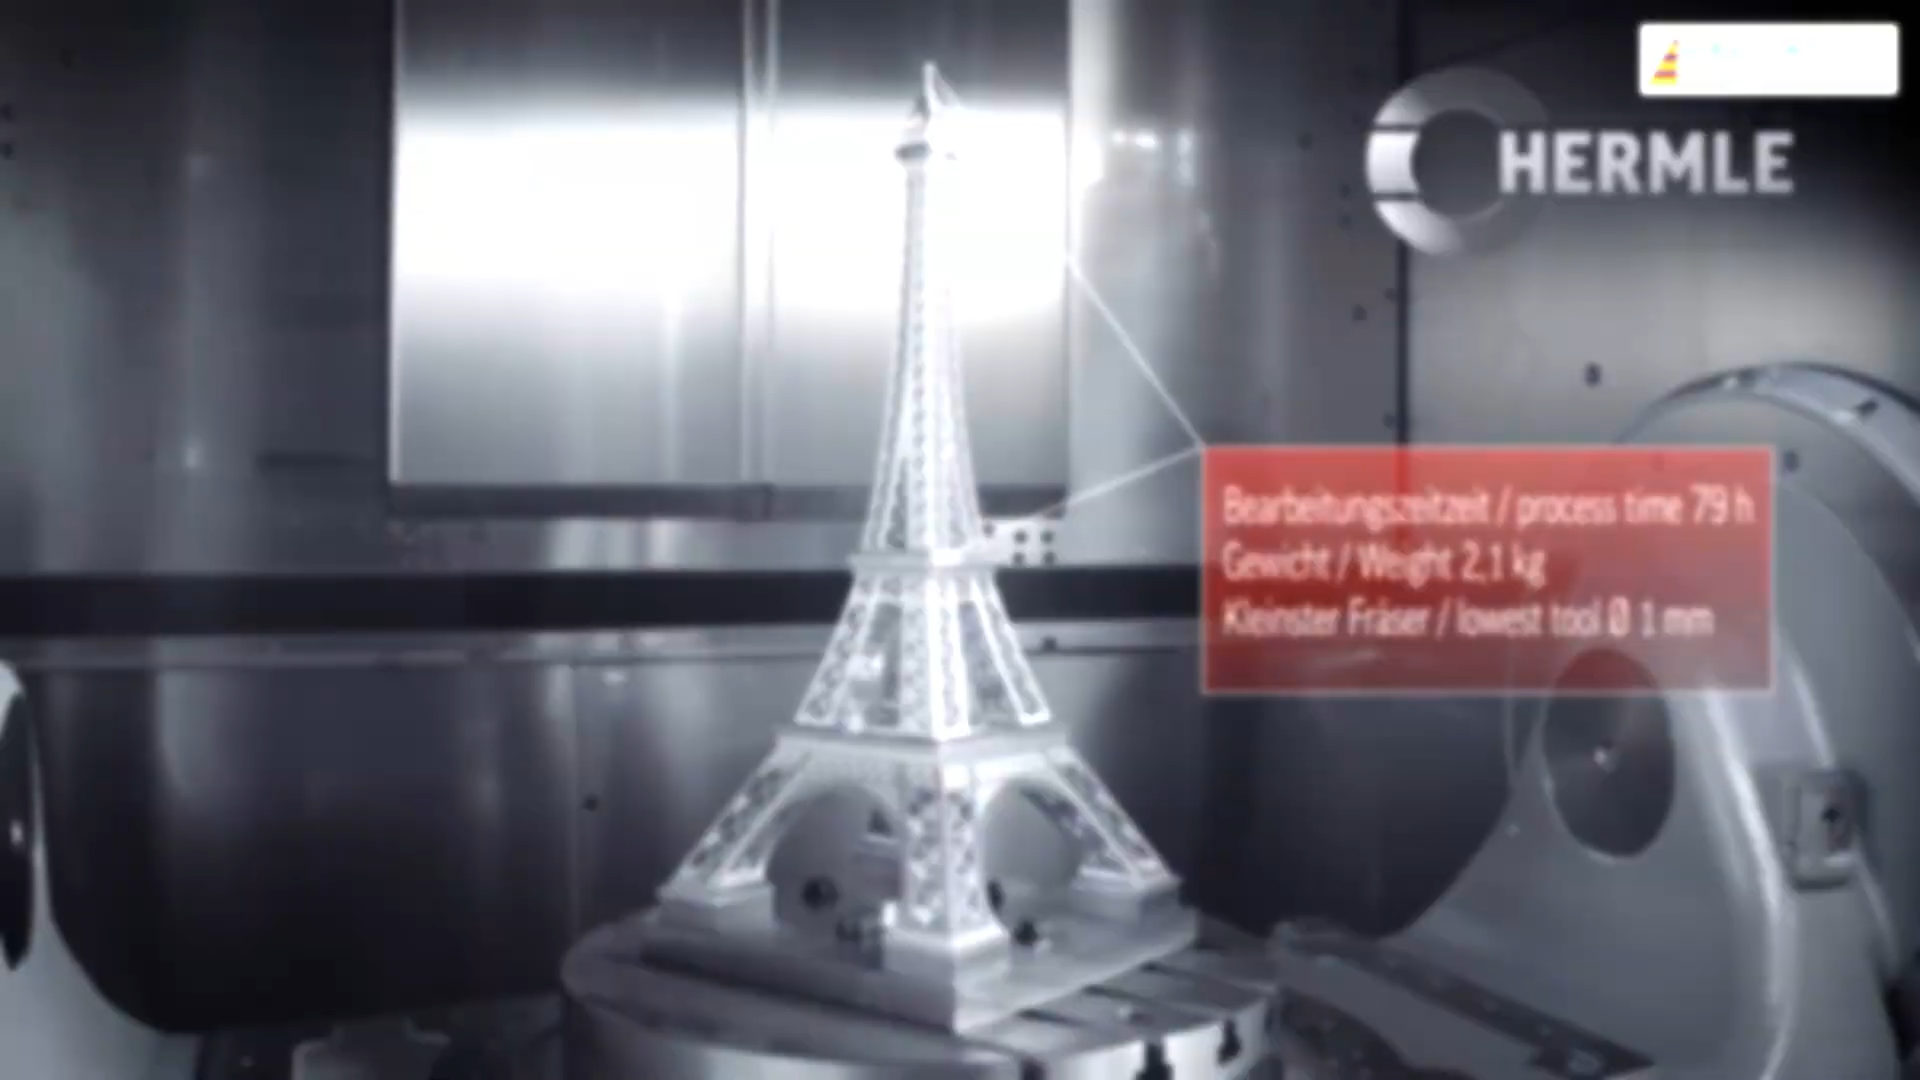 HERMLE
Bearbeitungszeitzeit / process time 79 h
Gewicht / Weight 2,1 kg
Kleinster Fräser / lowest tool Ø 1 mm